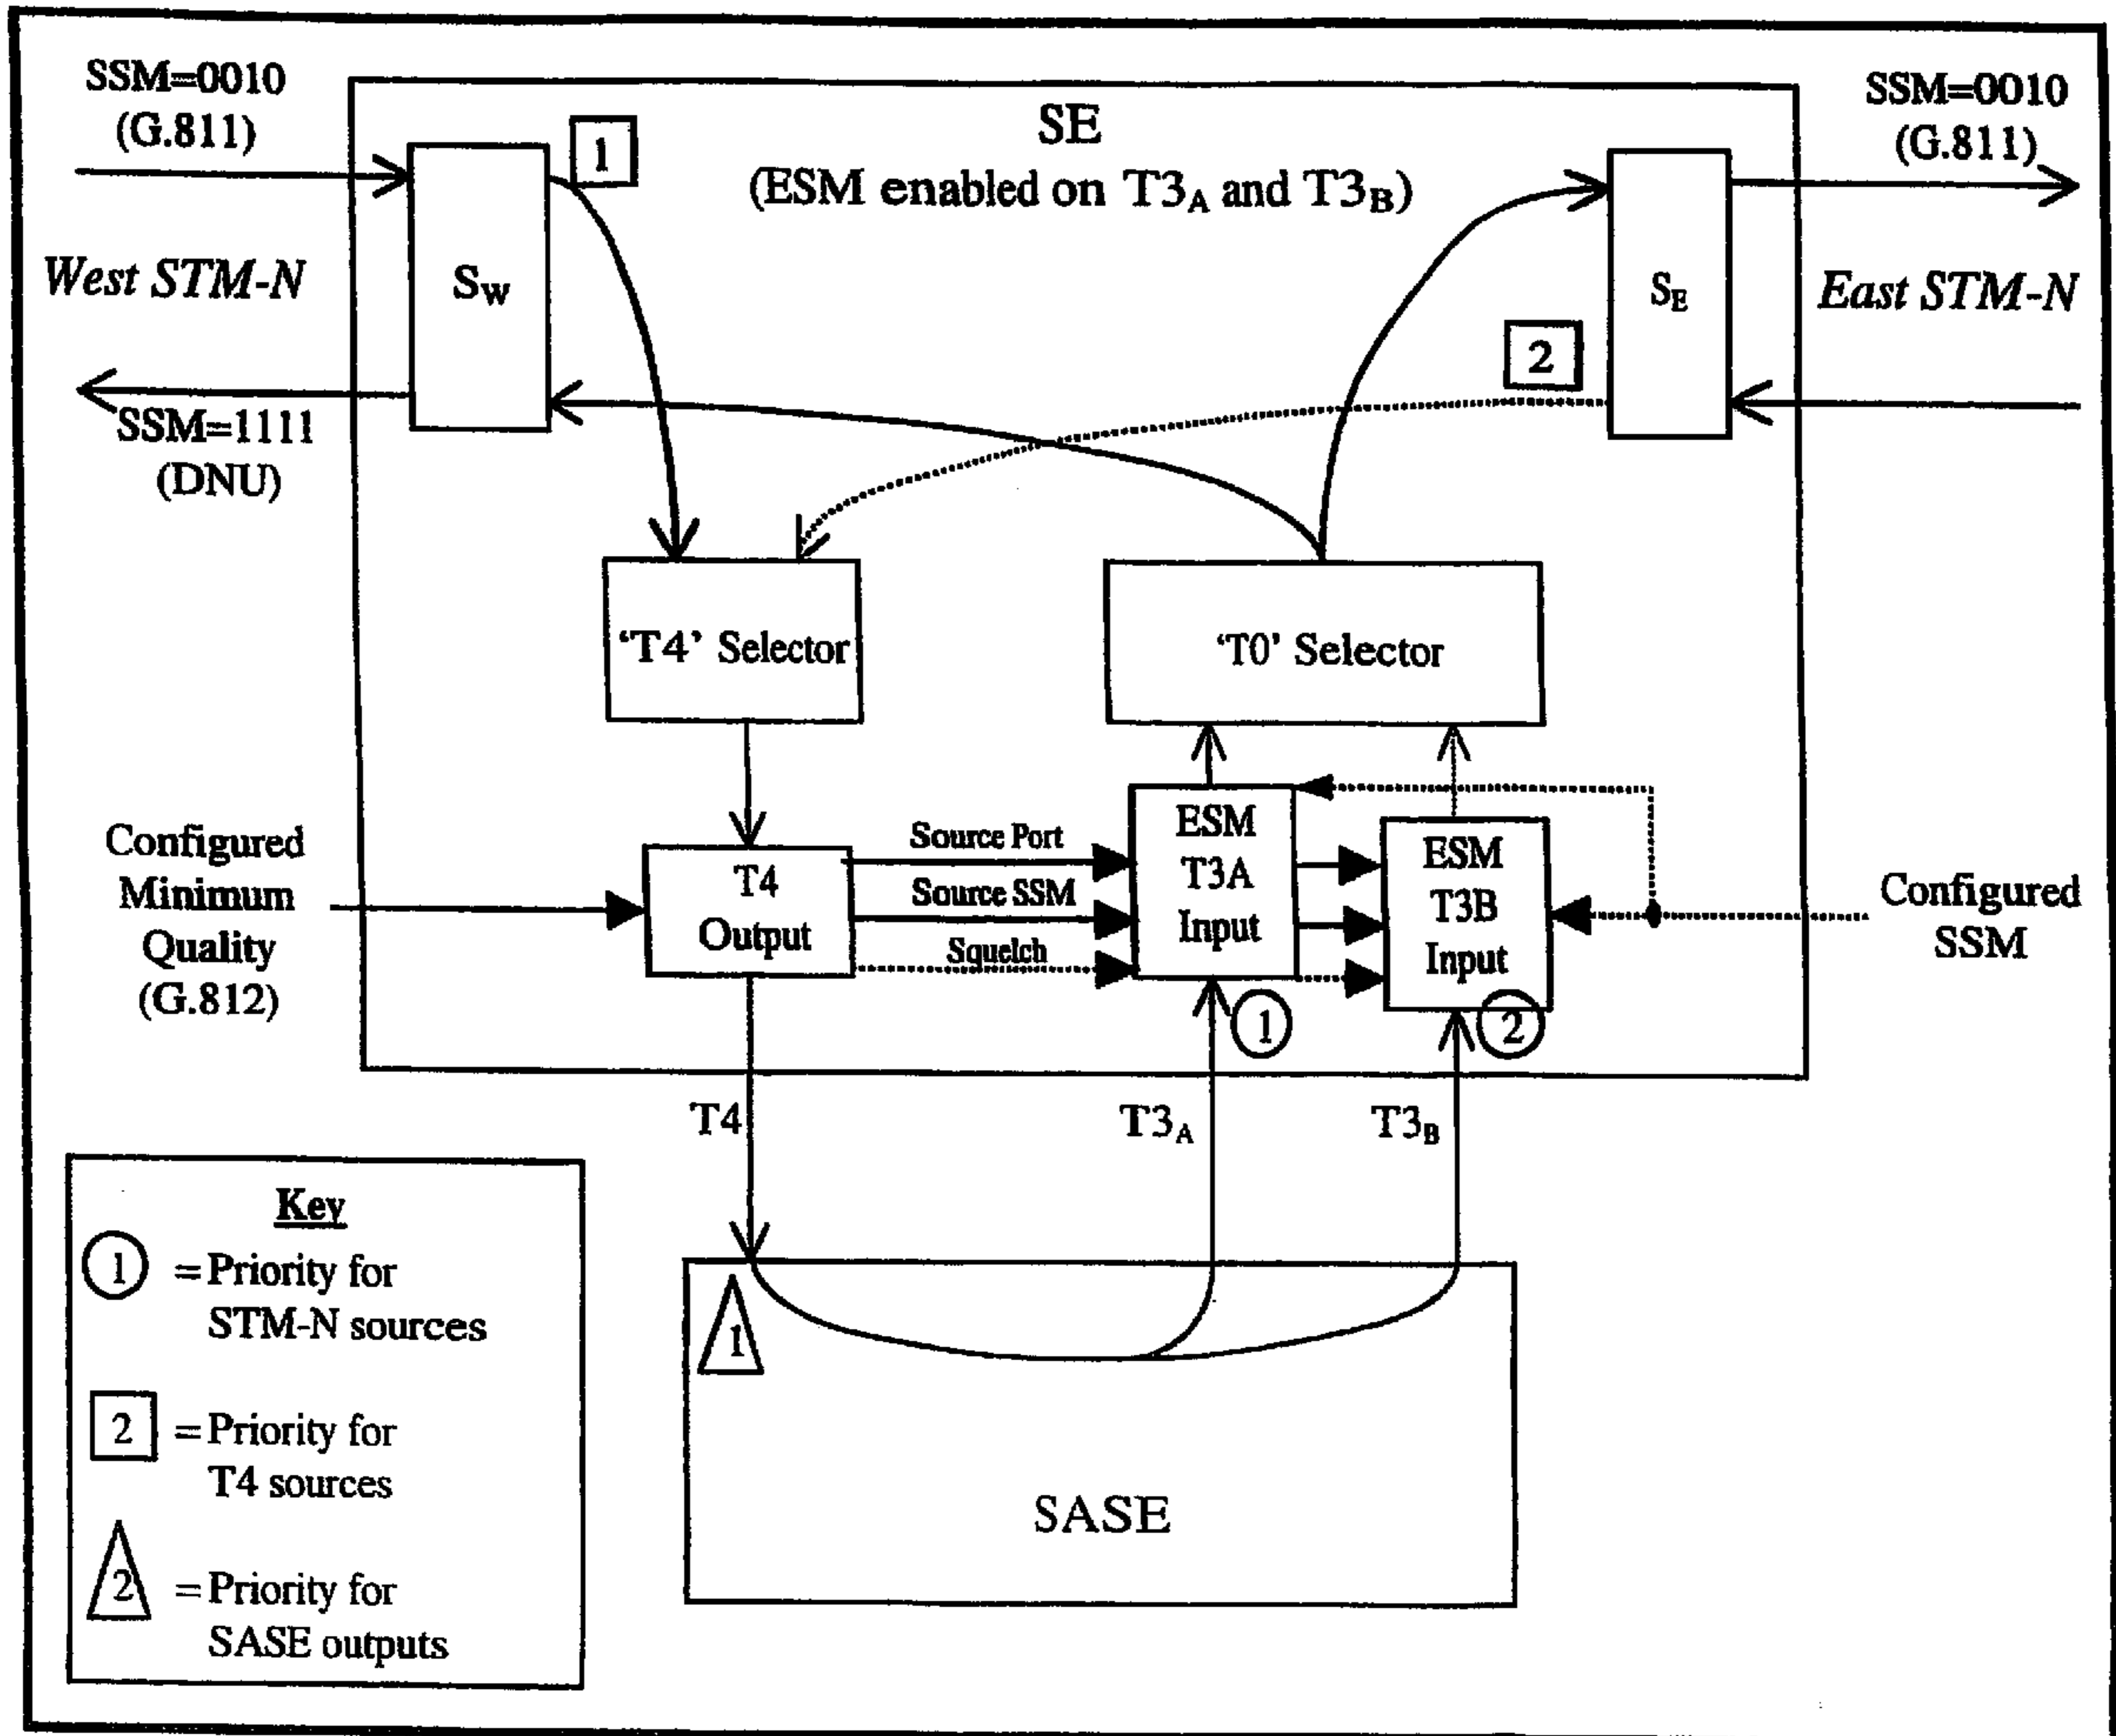 SSM=0010
(G.811)
SE
(ESM enabled on T3A and T3B)
SSM=0010
(G.811)
1
West STM-N
SW
SE
East STM-N
2
SSM=1111
(DNU)
‘T4’ Selector
‘T0’ Selector
Configured
Minimum
Quality
(G.812)
T4
Output
Source Port
Source SSM
Squelch
ESM
T3A
Input
ESM
T3B
Input
Configured
SSM
1
2
T4
T3A
T3B
Key
1 = Priority for
STM-N sources
2 = Priority for
T4 sources
2 = Priority for
SASE outputs
1
SASE